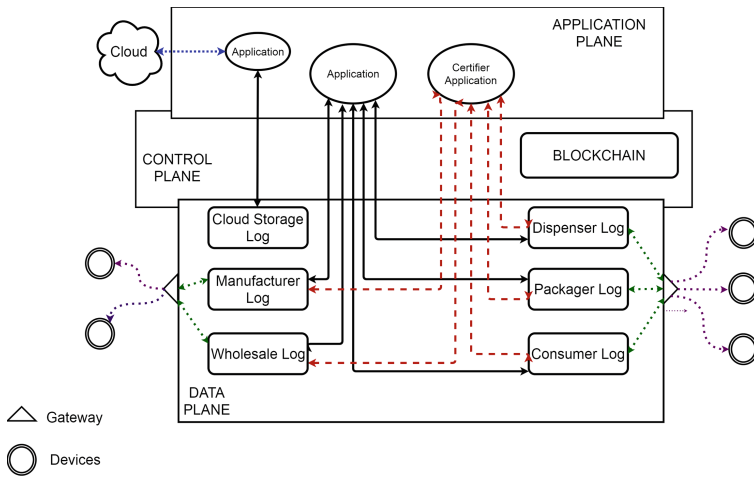 APPLICATION
PLANE
Cloud
Application
Application
Certifier
Application
CONTROL
PLANE
BLOCKCHAIN
Cloud Storage
Log
Dispenser Log
Manufacturer
Log
Packager Log
Wholesale Log
Consumer Log
DATA
PLANE
Gateway
Devices